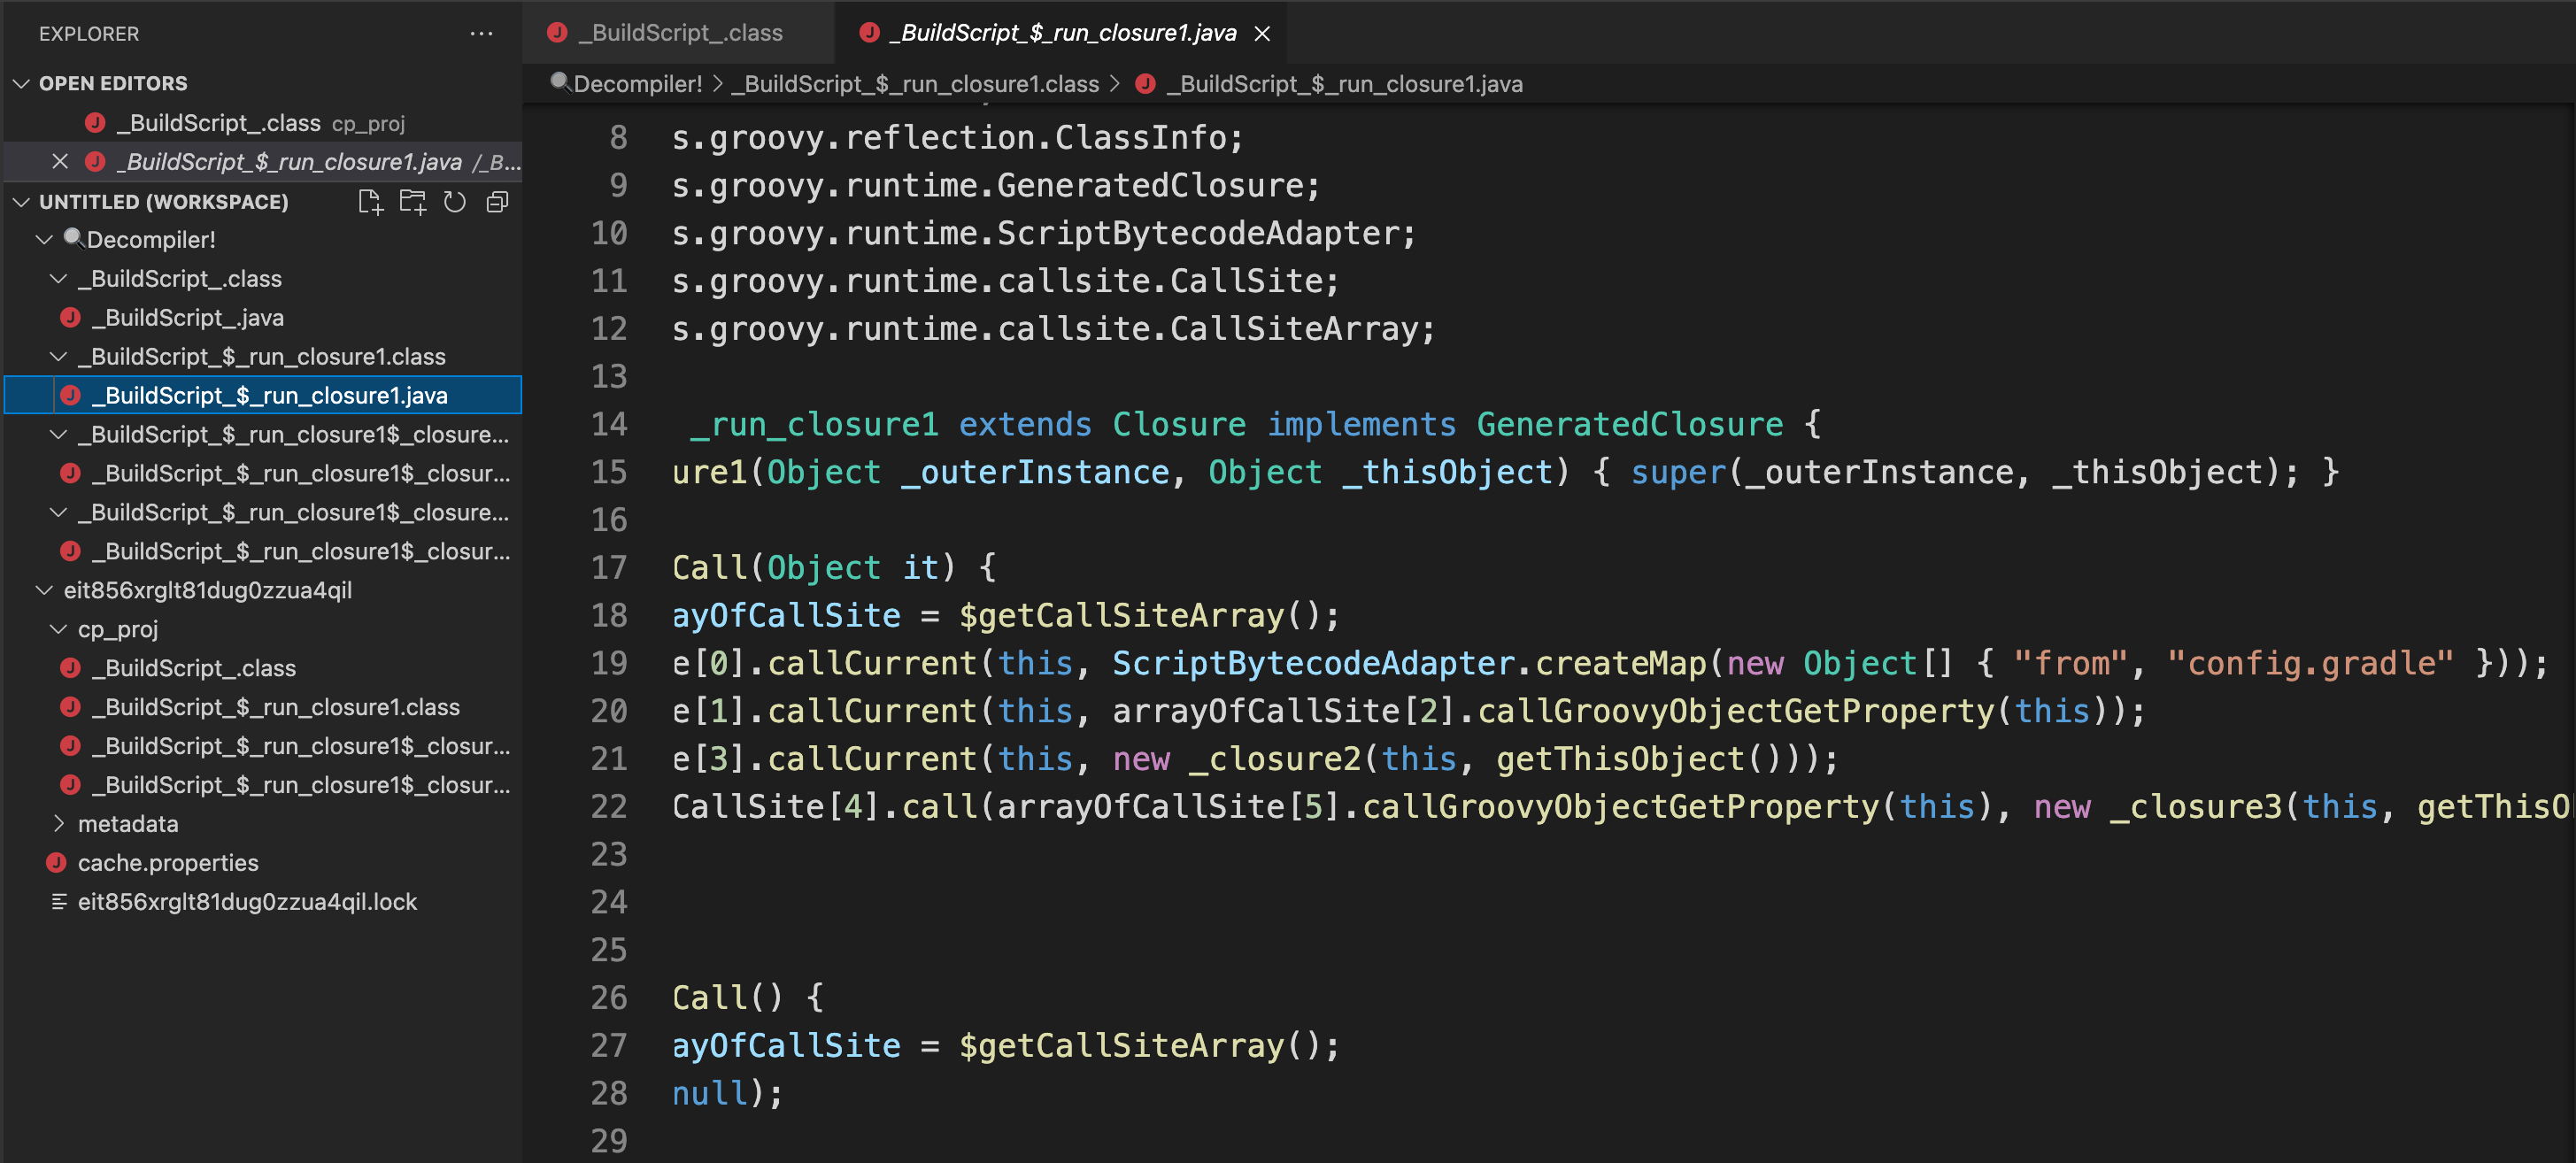 EXPLORER
OPEN EDITORS
_BuildScript_.class cp_proj
_BuildScript_$_run_closure1.java /_B...
UNTITLED (WORKSPACE)
Decompiler!
_BuildScript_.class
_BuildScript_.java
_BuildScript_$_run_closure1.class
_BuildScript_$_run_closure1.java
_BuildScript_$_run_closure1$_closure...
_BuildScript_$_run_closure1$_closur...
_BuildScript_$_run_closure1$_closure...
_BuildScript_$_run_closure1$_closur...
eit856xrglt81dug0zzua4qil
cp_proj
_BuildScript_.class
_BuildScript_$_run_closure1.class
_BuildScript_$_run_closure1$_closur...
_BuildScript_$_run_closure1$_closur...
metadata
cache.properties
eit856xrglt81dug0zzua4qil.lock
_BuildScript_.class
_BuildScript_$_run_closure1.java
Decompiler! > _BuildScript_$_run_closure1.class > _BuildScript_$_run_closure1.java
8 s.groovy.reflection.ClassInfo;
9 s.groovy.runtime.GeneratedClosure;
10 s.groovy.runtime.ScriptBytecodeAdapter;
11 s.groovy.runtime.callsite.CallSite;
12 s.groovy.runtime.callsite.CallSiteArray;
13
14 _run_closure1 extends Closure implements GeneratedClosure {
15 ure1(Object _outerInstance, Object _thisObject) { super(_outerInstance, _thisObject); }
16
17 Call(Object it) {
18 ayOfCallSite = $getCallSiteArray();
19 e[0].callCurrent(this, ScriptBytecodeAdapter.createMap(new Object[] { "from", "config.gradle" }));
20 e[1].callCurrent(this, arrayOfCallSite[2].callGroovyObjectGetProperty(this));
21 e[3].callCurrent(this, new _closure2(this, getThisObject()));
22 CallSite[4].call(arrayOfCallSite[5].callGroovyObjectGetProperty(this), new _closure3(this, getThisO
23
24
25
26 Call() {
27 ayOfCallSite = $getCallSiteArray();
28 null);
29